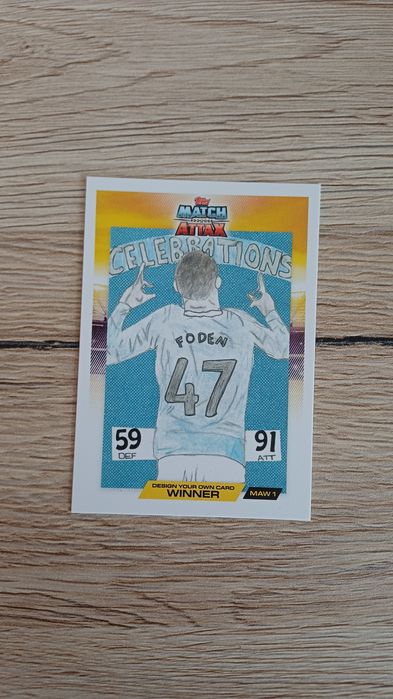 Topps
MATCH
ATTAX
CELEBRATIONS
FODEN
47
59
DEF
91
ATT
DESIGN YOUR OWN CARD
WINNER
MAW 1